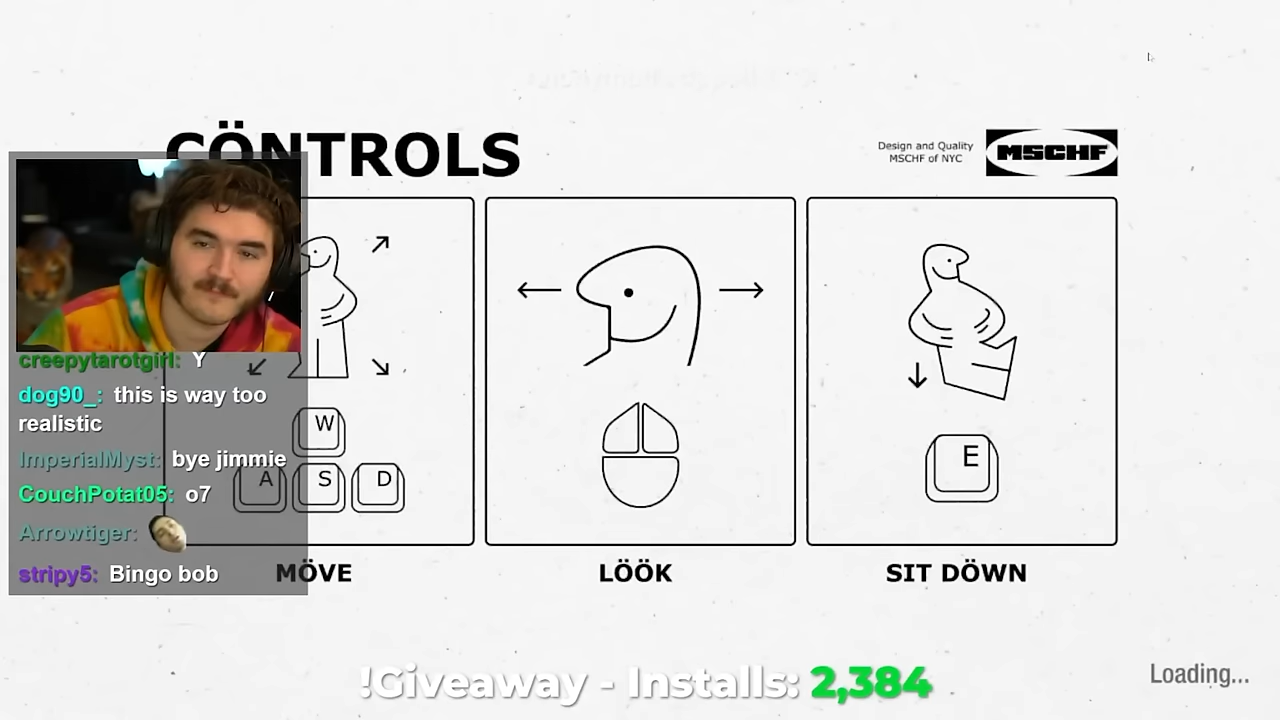 CÖNTROLS
Design and Quality
MSCHF of NYC
MSCHF
creepytarotgirl: Y
dog90_: this is way too
realistic
ImperialMyst: bye jimmie
CouchPotat05: o7
Arrowtiger:
stripy5: Bingo bob
W
A S D
E
MÖVE
LÖÖK
SIT DÖWN
!Giveaway - Installs: 2,384
Loading...